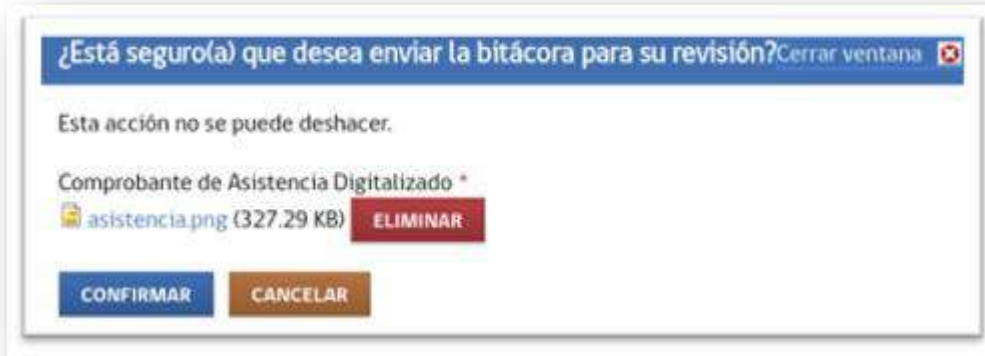 ¿Está seguro(a) que desea enviar la bitácora para su revisión? Cerrar ventana
Esta acción no se puede deshacer.
Comprobante de Asistencia Digitalizado *
asistencia.png (327.29 KB) ELIMINAR
CONFIRMAR CANCELAR